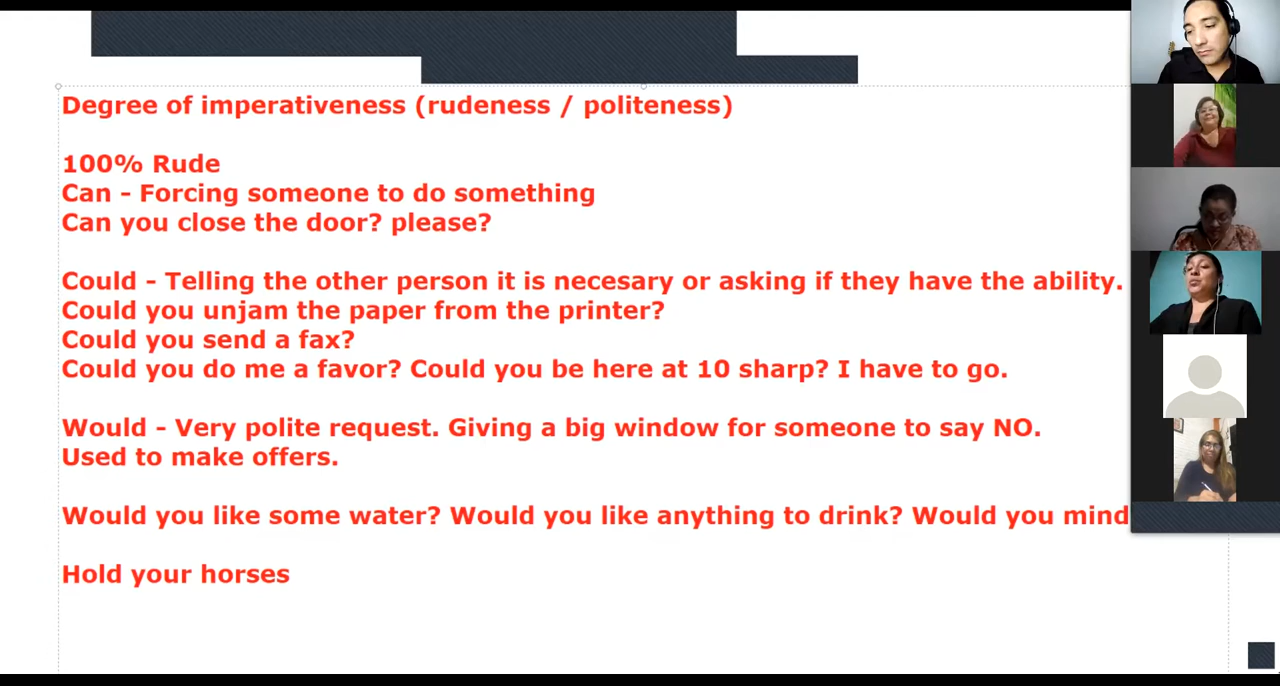 Degree of imperativeness (rudeness / politeness)
100% Rude
Can - Forcing someone to do something
Can you close the door? please?
Could - Telling the other person it is necesary or asking if they have the ability.
Could you unjam the paper from the printer?
Could you send a fax?
Could you do me a favor? Could you be here at 10 sharp? I have to go.
Would - Very polite request. Giving a big window for someone to say NO.
Used to make offers.
Would you like some water? Would you like anything to drink? Would you mind
Hold your horses